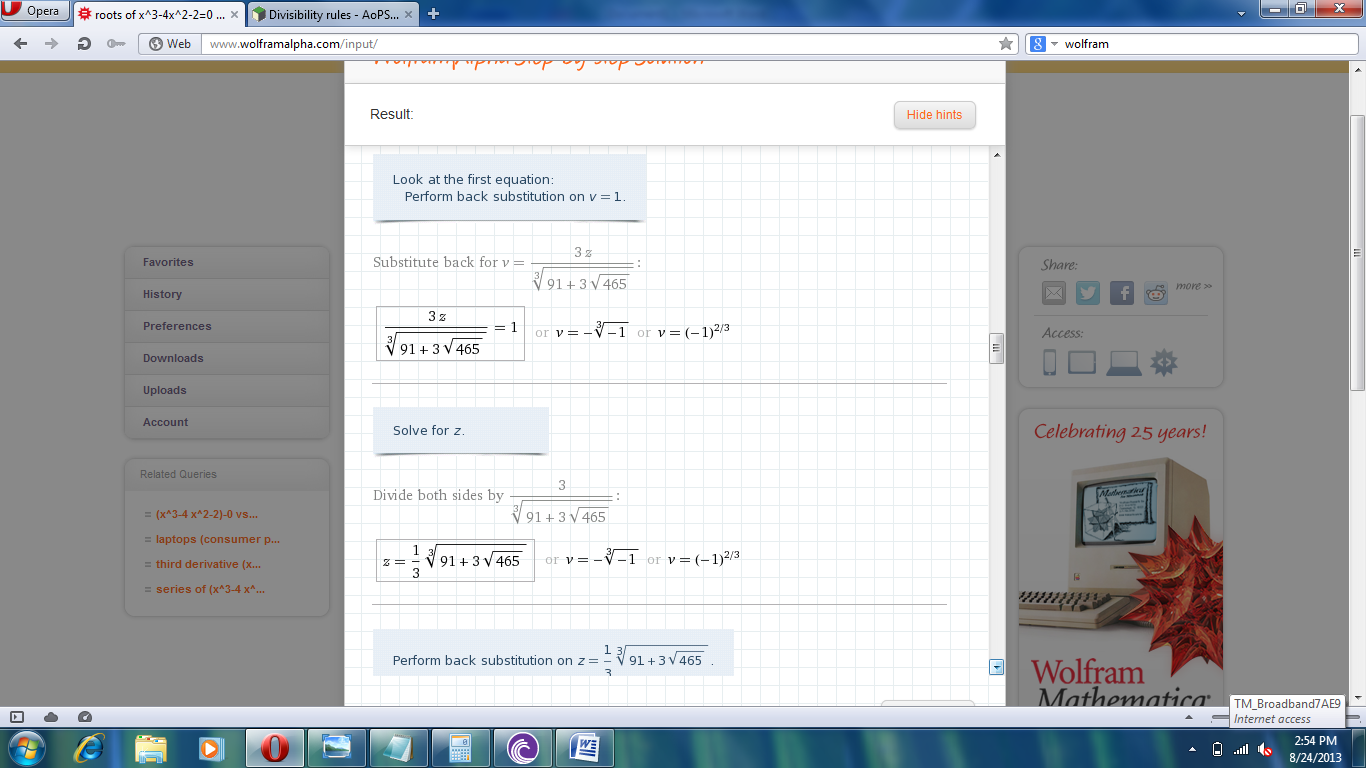 Opera
roots of x^3-4x^2-2=0 ...
Divisibility rules - AoPS...
Web
www.wolframalpha.com/input/
wolfram
WolframAlpha Step-by-step Solution
Result:
Hide hints
Look at the first equation:
Perform back substitution on v = 1.
Substitute back for v = 3 z / ∛(91 + 3 √465) :
3 z / ∛(91 + 3 √465) = 1 or v = −∛−1 or v = (−1)^2/3
Solve for z.
Divide both sides by 3 / ∛(91 + 3 √465) :
z = 1/3 ∛(91 + 3 √465) or v = −∛−1 or v = (−1)^2/3
Perform back substitution on z = 1/3 ∛(91 + 3 √465) .
Favorites
History
Preferences
Downloads
Uploads
Account
Related Queries
= (x^3-4 x^2-2)-0 vs...
= laptops (consumer p...
= third derivative (x...
= series of (x^3-4 x^...
Share:
more »
Access:
Celebrating 25 years!
Mathematica
Wolfram
Mathematica
TM_Broadband7AE9
Internet access
2:54 PM
8/24/2013